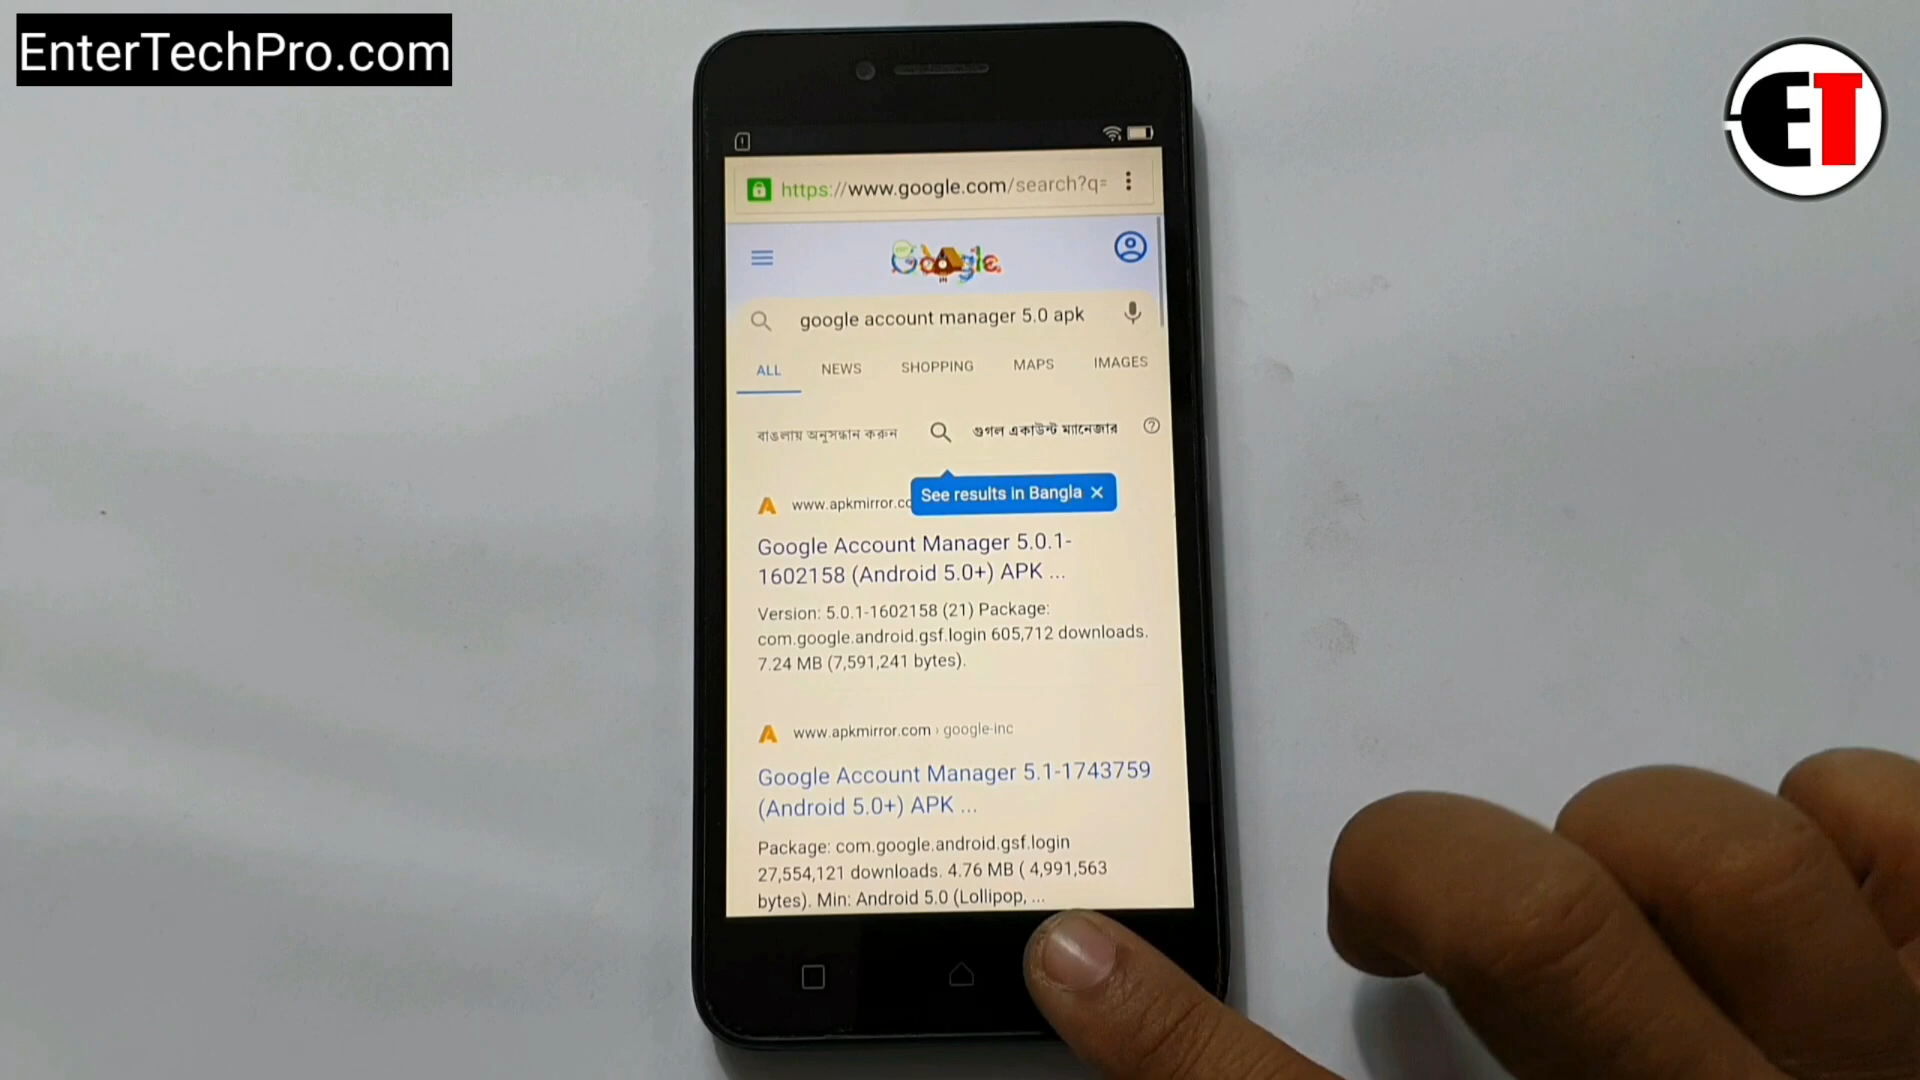 EnterTechPro.com
ET
https://www.google.com/search?q=
Google
google account manager 5.0 apk
ALL NEWS SHOPPING MAPS IMAGES
বাঙলায় অনুসন্ধান করুন গুগল একাউন্ট ম্যানেজার
See results in Bangla
www.apkmirror.co
Google Account Manager 5.0.1-
1602158 (Android 5.0+) APK ...
Version: 5.0.1-1602158 (21) Package:
com.google.android.gsf.login 605,712 downloads.
7.24 MB (7,591,241 bytes).
www.apkmirror.com › google-inc
Google Account Manager 5.1-1743759
(Android 5.0+) APK ...
Package: com.google.android.gsf.login
27,554,121 downloads. 4.76 MB ( 4,991,563
bytes). Min: Android 5.0 (Lollipop, ...